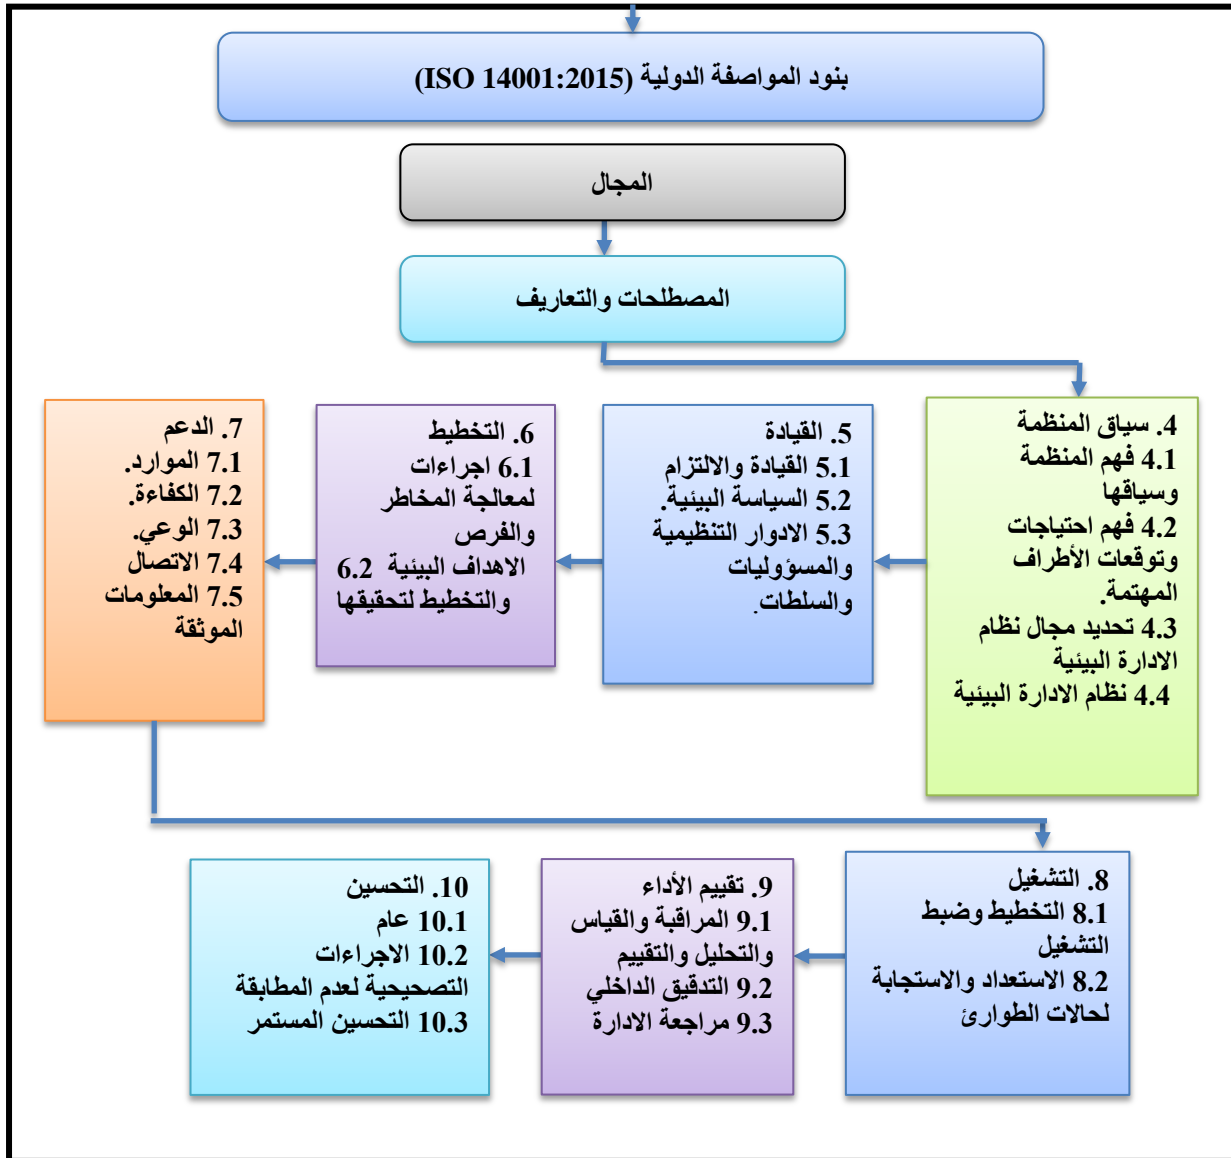 بنود المواصفة الدولية (ISO 14001:2015)
المجال
المصطلحات والتعاريف
4. سياق المنظمة
4.1 فهم المنظمة
وسياقها
4.2 فهم احتياجات
وتوقعات الأطراف
المهتمة.
4.3 تحديد مجال نظام
الادارة البيئية
4.4 نظام الادارة البيئية
5. القيادة
5.1 القيادة والالتزام
5.2 السياسة البيئية.
5.3 الادوار التنظيمية
والمسؤوليات
والسلطات.
6. التخطيط
6.1 اجراءات
لمعالجة المخاطر
والفرص
الاهداف البيئية 6.2
والتخطيط لتحقيقها
7. الدعم
7.1 الموارد.
7.2 الكفاءة.
7.3 الوعي.
7.4 الاتصال
7.5 المعلومات
الموثقة
8. التشغيل
8.1 التخطيط وضبط
التشغيل
8.2 الاستعداد والاستجابة
لحالات الطوارئ
9. تقييم الأداء
9.1 المراقبة والقياس
والتحليل والتقييم
9.2 التدقيق الداخلي
9.3 مراجعة الادارة
10. التحسين
10.1 عام
10.2 الاجراءات
التصحيحية لعدم المطابقة
10.3 التحسين المستمر